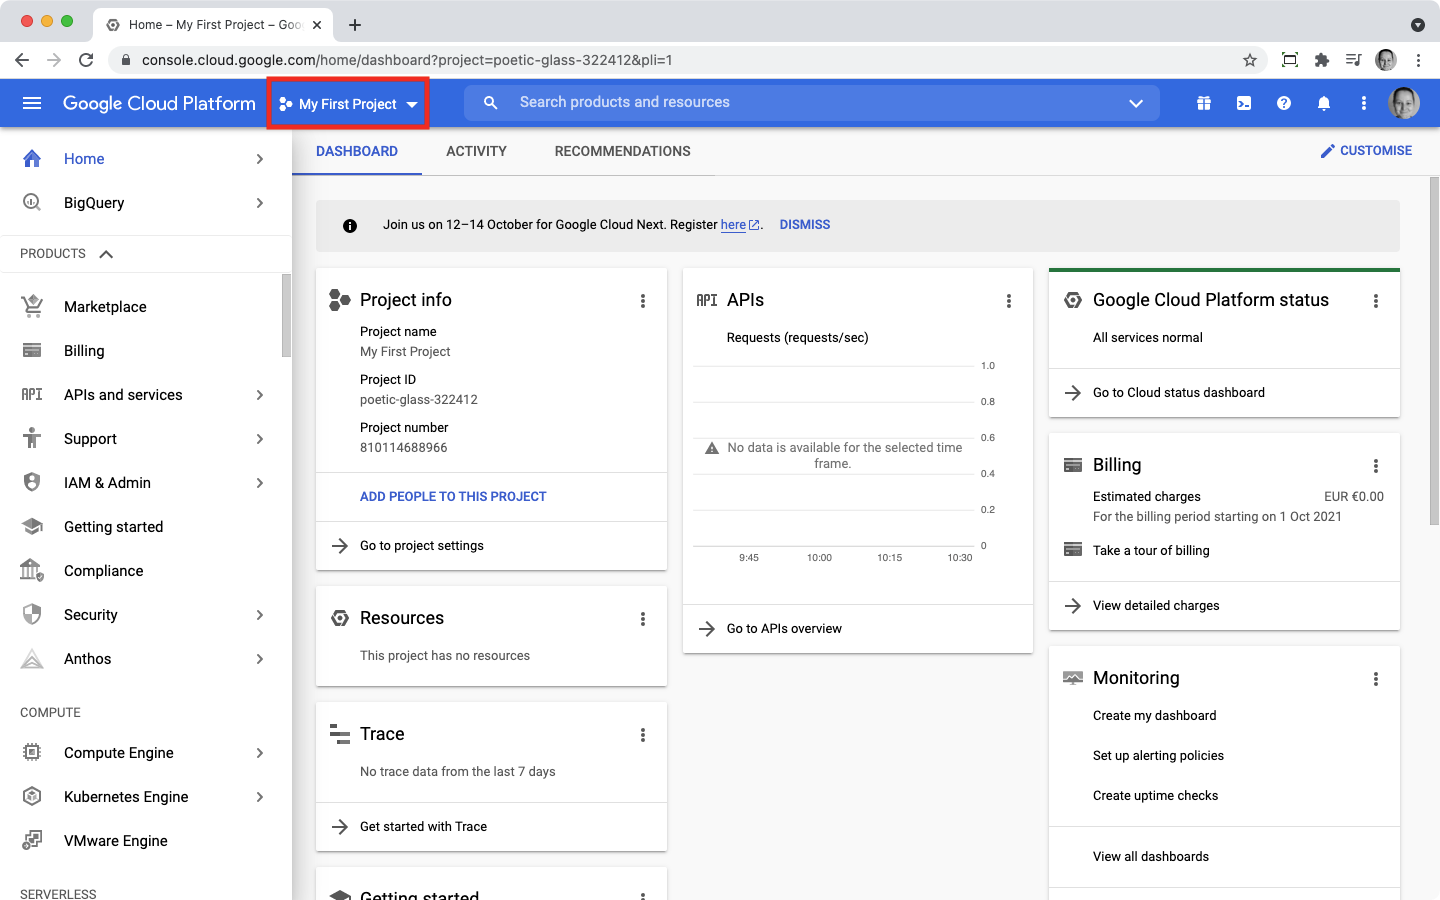 Home – My First Project – Goo
console.cloud.google.com/home/dashboard?project=poetic-glass-322412&pli=1
Google Cloud Platform
My First Project
Search products and resources
Home
BigQuery
PRODUCTS
Marketplace
Billing
API
APIs and services
Support
IAM & Admin
Getting started
Compliance
Security
Anthos
COMPUTE
Compute Engine
Kubernetes Engine
VMware Engine
SERVERLESS
DASHBOARD
ACTIVITY
RECOMMENDATIONS
CUSTOMISE
Join us on 12–14 October for Google Cloud Next. Register here. DISMISS
Project info
Project name
My First Project
Project ID
poetic-glass-322412
Project number
810114688966
ADD PEOPLE TO THIS PROJECT
Go to project settings
Resources
This project has no resources
Trace
No trace data from the last 7 days
Get started with Trace
Getting started
API
APIs
Requests (requests/sec)
1.0
0.8
0.6
No data is available for the selected time
frame.
0.4
0.2
0
9:45
10:00
10:15
10:30
Go to APIs overview
Google Cloud Platform status
All services normal
Go to Cloud status dashboard
Billing
Estimated charges
EUR €0.00
For the billing period starting on 1 Oct 2021
Take a tour of billing
View detailed charges
Monitoring
Create my dashboard
Set up alerting policies
Create uptime checks
View all dashboards